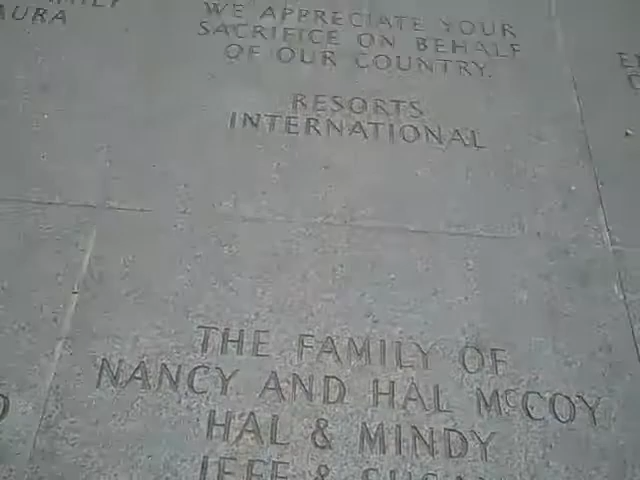 AURA
WE APPRECIATE YOUR
SACRIFICE ON BEHALF
OF OUR COUNTRY.
RESORTS
INTERNATIONAL
THE FAMILY OF
NANCY AND HAL McCOY
HAL & MINDY
JEFF & SUSAN